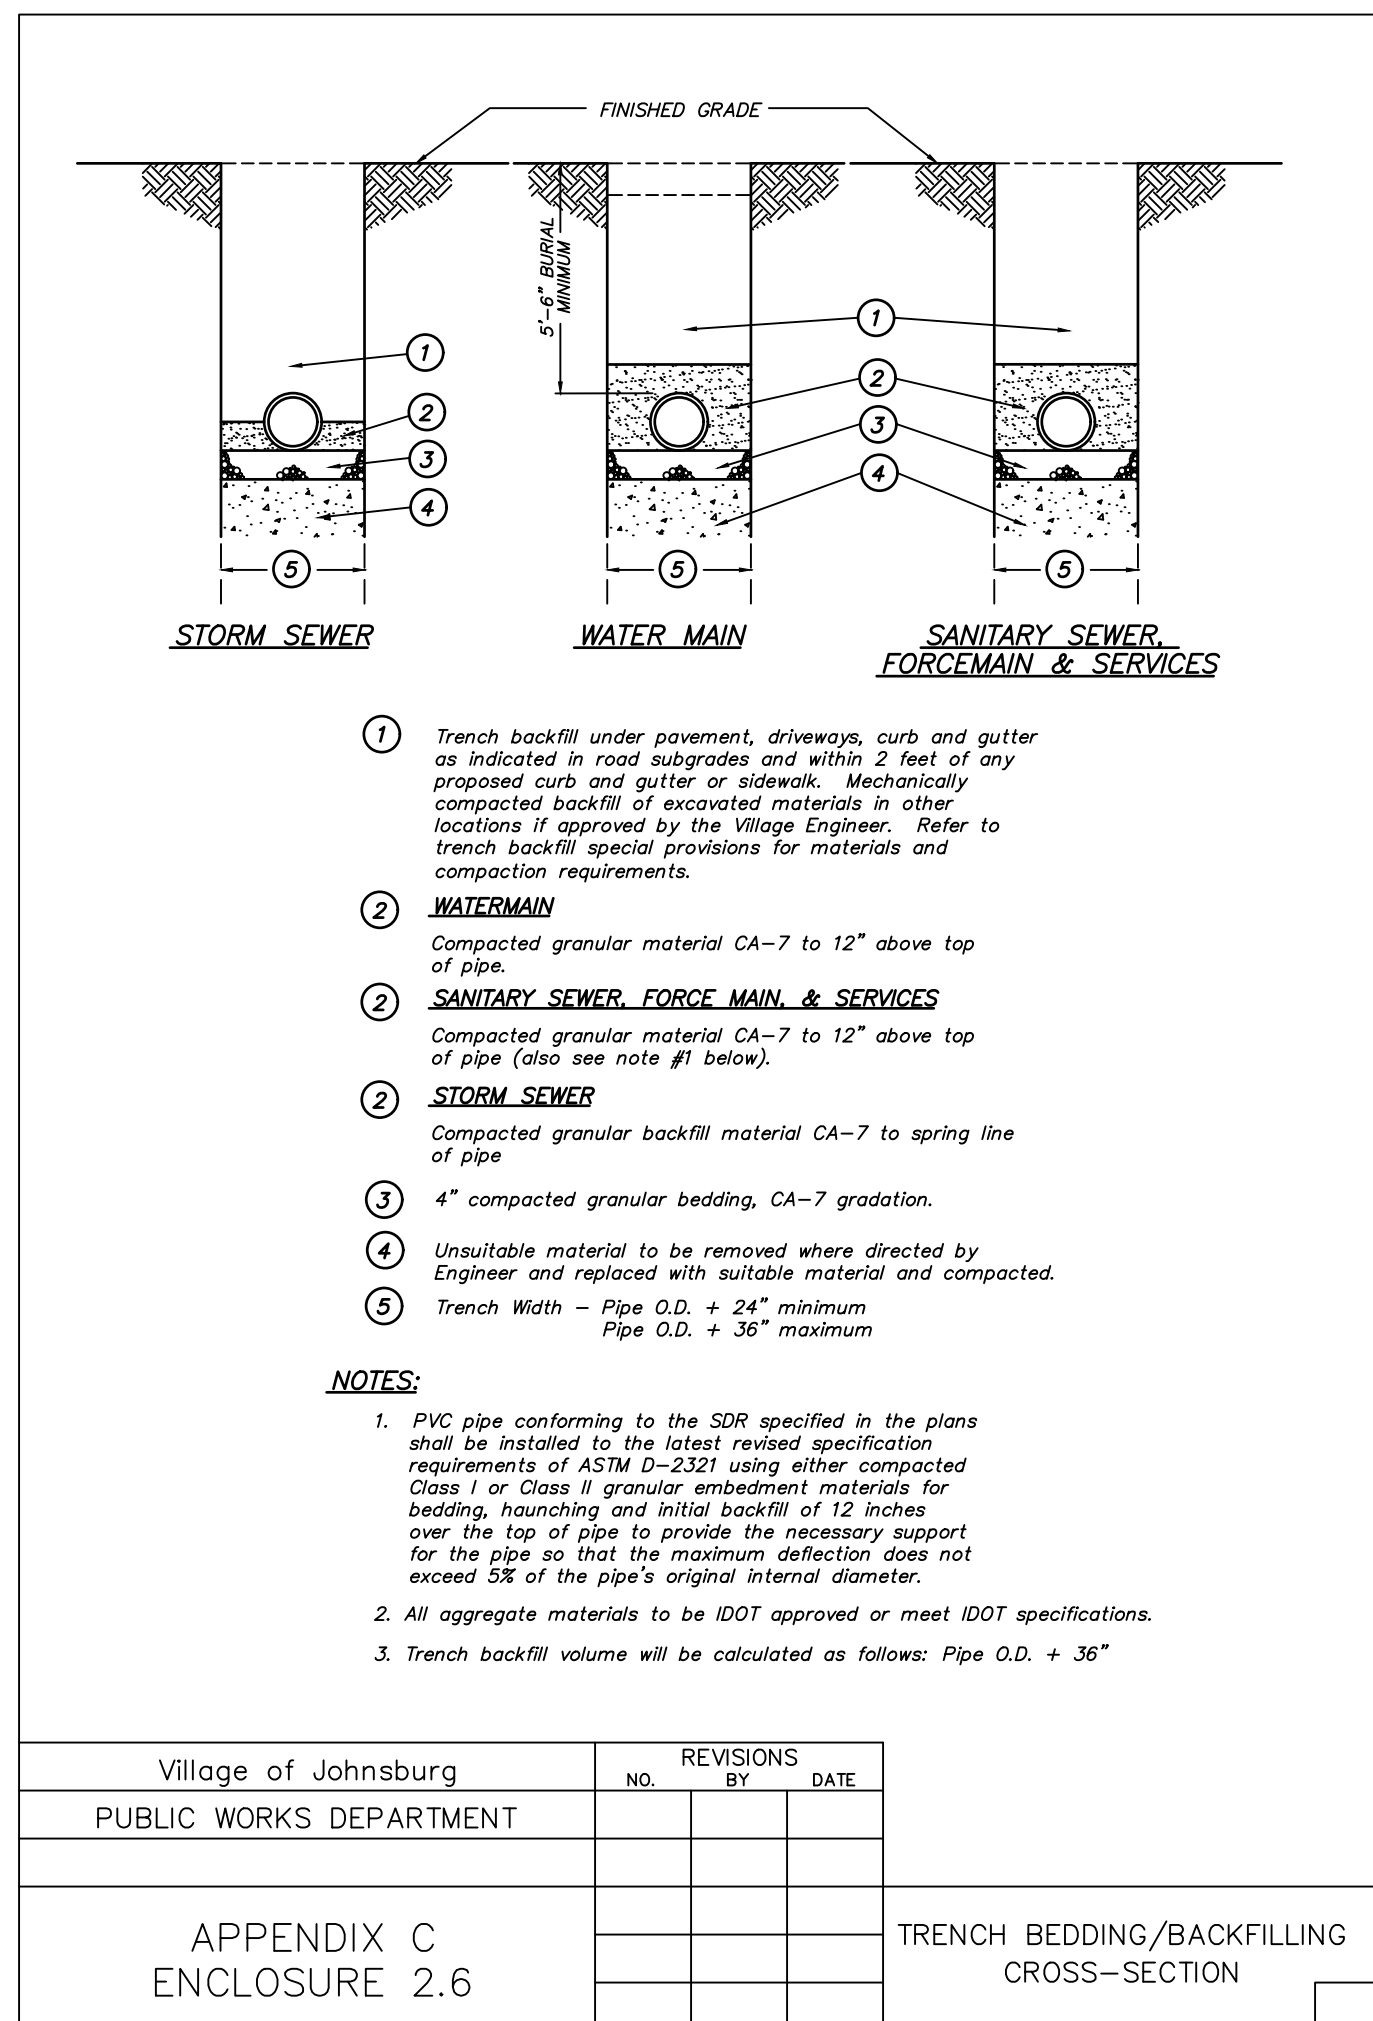 FINISHED GRADE
5'-6" BURIAL
MINIMUM
1
1
2
2
3
3
4
4
5
5
5
STORM SEWER
WATER MAIN
SANITARY SEWER,
FORCEMAIN & SERVICES
1
Trench backfill under pavement, driveways, curb and gutter
as indicated in road subgrades and within 2 feet of any
proposed curb and gutter or sidewalk. Mechanically
compacted backfill of excavated materials in other
locations if approved by the Village Engineer. Refer to
trench backfill special provisions for materials and
compaction requirements.
2 WATERMAIN
Compacted granular material CA-7 to 12" above top
of pipe.
2 SANITARY SEWER, FORCE MAIN, & SERVICES
Compacted granular material CA-7 to 12" above top
of pipe (also see note #1 below).
2 STORM SEWER
Compacted granular backfill material CA-7 to spring line
of pipe
3 4" compacted granular bedding, CA-7 gradation.
4 Unsuitable material to be removed where directed by
Engineer and replaced with suitable material and compacted.
5 Trench Width - Pipe O.D. + 24" minimum
Pipe O.D. + 36" maximum
NOTES:
1. PVC pipe conforming to the SDR specified in the plans
shall be installed to the latest revised specification
requirements of ASTM D-2321 using either compacted
Class I or Class II granular embedment materials for
bedding, haunching and initial backfill of 12 inches
over the top of pipe to provide the necessary support
for the pipe so that the maximum deflection does not
exceed 5% of the pipe's original internal diameter.
2. All aggregate materials to be IDOT approved or meet IDOT specifications.
3. Trench backfill volume will be calculated as follows: Pipe O.D. + 36"
Village of Johnsburg
PUBLIC WORKS DEPARTMENT
REVISIONS
NO. BY DATE
APPENDIX C
ENCLOSURE 2.6
TRENCH BEDDING/BACKFILLING
CROSS-SECTION